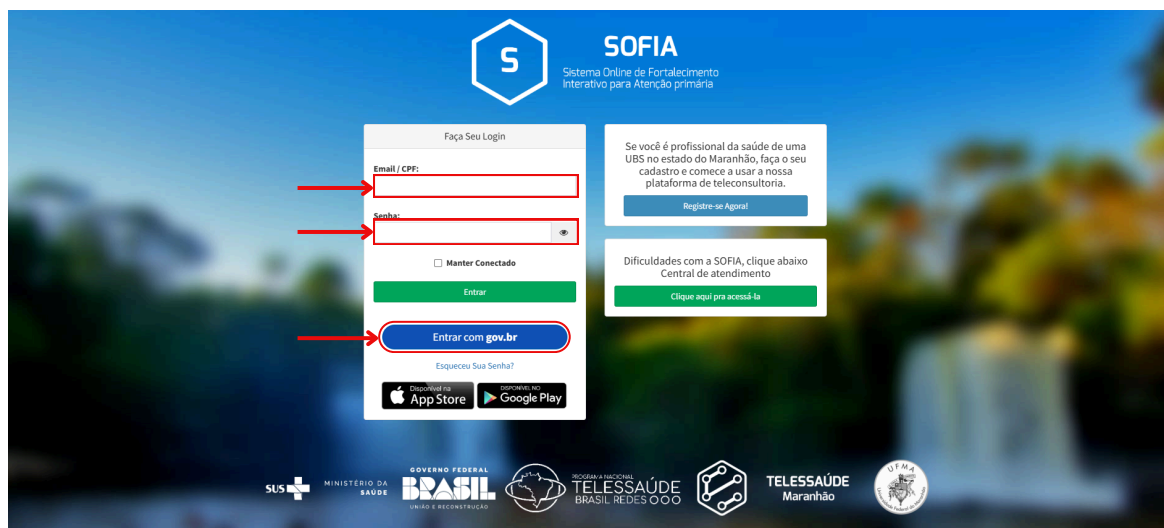 S
SOFIA
Sistema Online de Fortalecimento
Interativo para Atenção primária
Faça Seu Login
Email / CPF:
Senha:
Manter Conectado
Entrar
Entrar com gov.br
Esqueceu Sua Senha?
Disponível na
App Store
DISPONÍVEL NO
Google Play
Se você é profissional da saúde de uma
UBS no estado do Maranhão, faça o seu
cadastro e comece a usar a nossa
plataforma de teleconsultoria.
Registre-se Agora!
Dificuldades com a SOFIA, clique abaixo
Central de atendimento
Clique aqui pra acessá-la
SUS
MINISTÉRIO DA
SAÚDE
GOVERNO FEDERAL
BRASIL
UNIÃO E RECONSTRUÇÃO
PROGRAMA NACIONAL
TELESSAÚDE
BRASIL REDES
TELESSAÚDE
Maranhão
UFMA
Universidade Federal do Maranhão